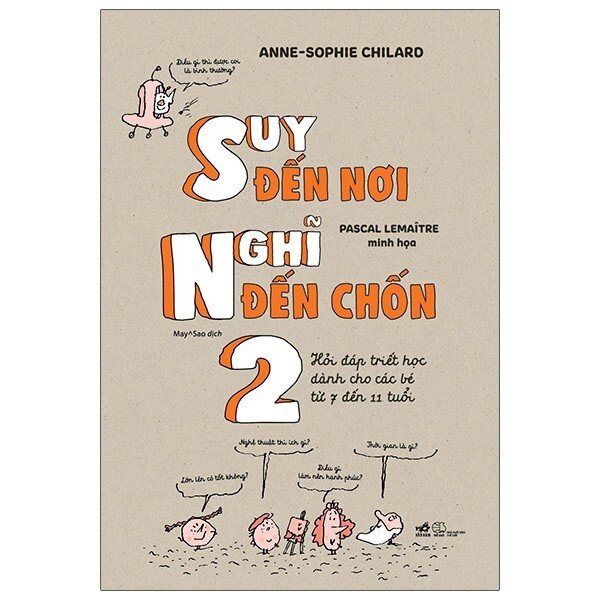 ANNE-SOPHIE CHILARD
Điều gì thì được coi
là bình thường?
SUY
ĐẾN NƠI
NGHĨ
ĐẾN CHỐN
2
PASCAL LEMAÎTRE
minh họa
May^Sao dịch
Hỏi đáp triết học
dành cho các bé
từ 7 đến 11 tuổi
Nghệ thuật thì ích gì?
Thời gian là gì?
Lớn lên có tốt không?
Điều gì
làm nên hạnh phúc?